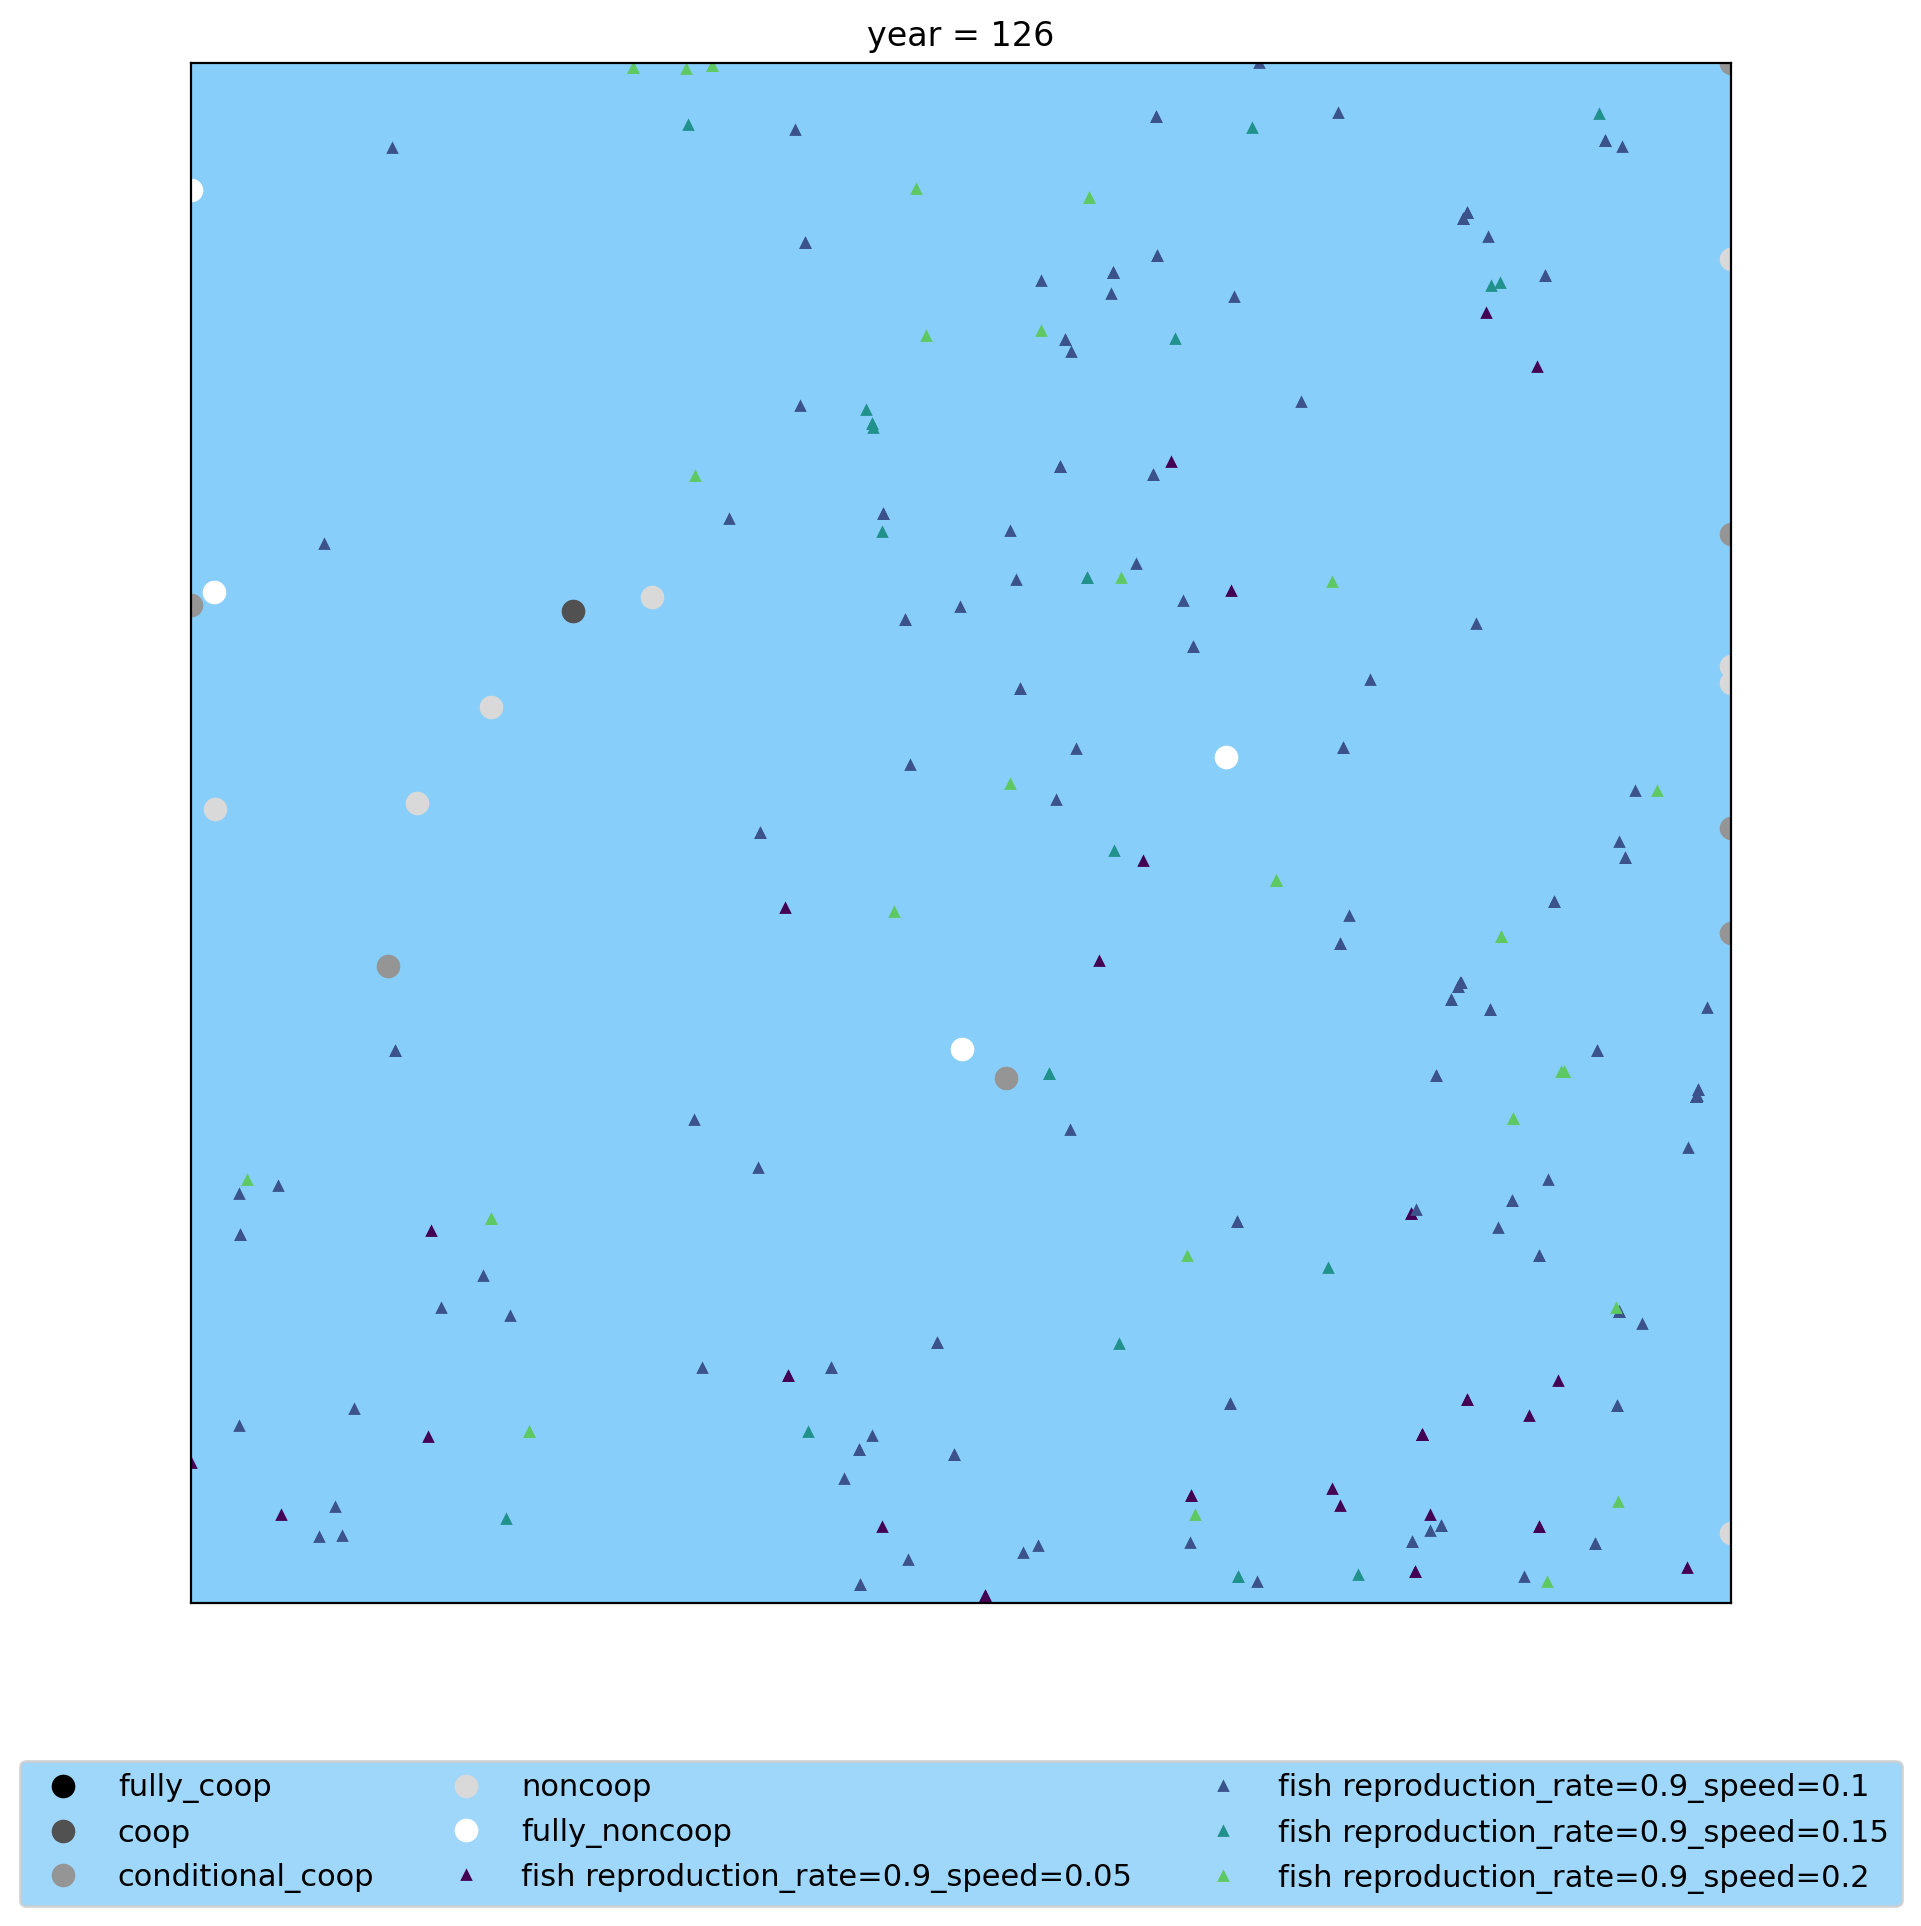 year = 126
fully_coop
coop
conditional_coop
noncoop
fully_noncoop
fish reproduction_rate=0.9_speed=0.05
fish reproduction_rate=0.9_speed=0.1
fish reproduction_rate=0.9_speed=0.15
fish reproduction_rate=0.9_speed=0.2